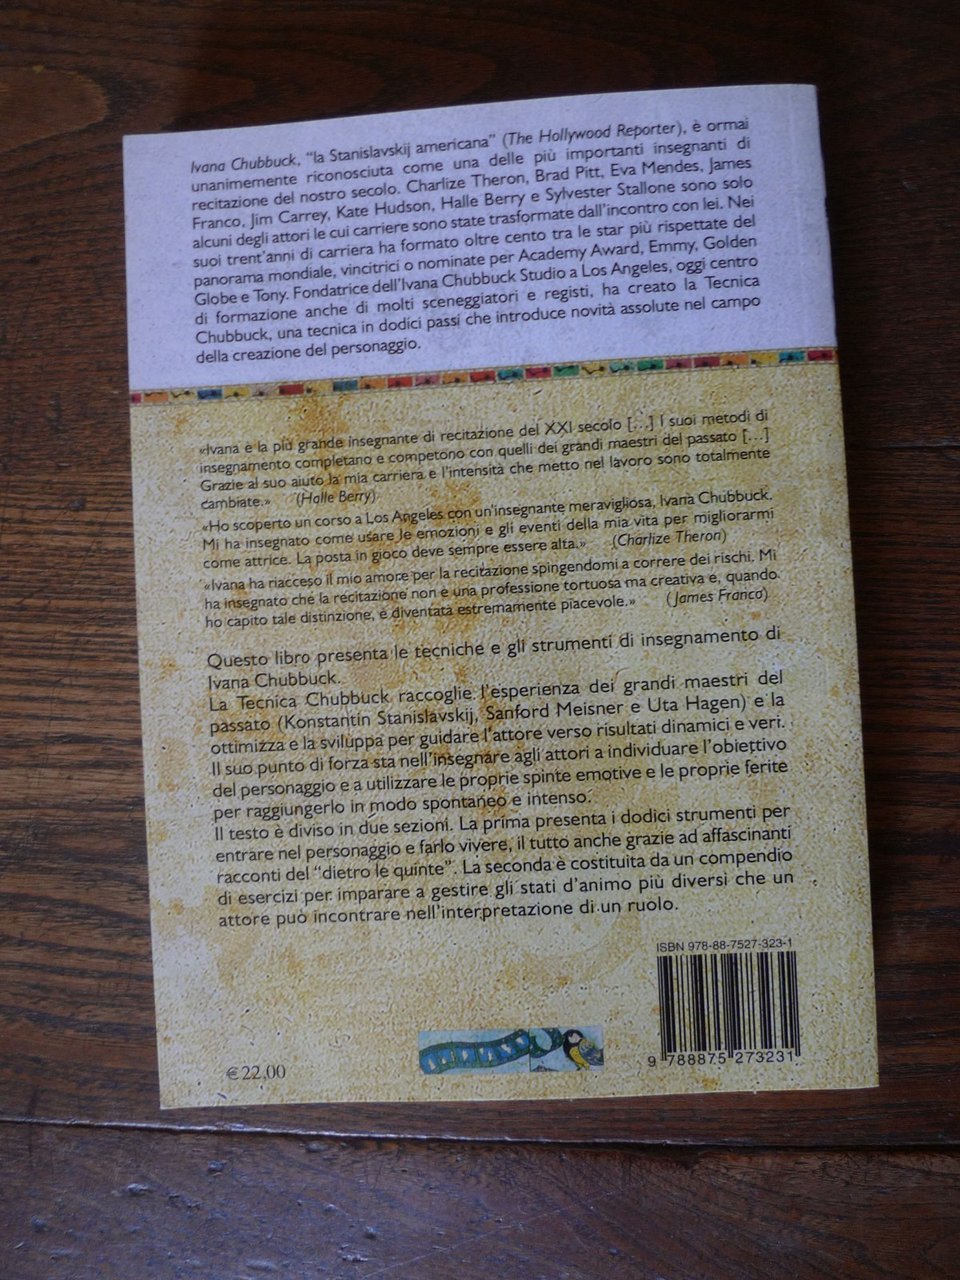 Ivana Chubbuck, “la Stanislavskij americana” (The Hollywood Reporter), è ormai
unanimemente riconosciuta come una delle più importanti insegnanti di
recitazione del nostro secolo. Charlize Theron, Brad Pitt, Eva Mendes, James
Franco, Jim Carrey, Kate Hudson, Halle Berry e Sylvester Stallone sono solo
alcuni degli attori le cui carriere sono state trasformate dall’incontro con lei. Nei
suoi trent’anni di carriera ha formato oltre cento tra le star più rispettate del
panorama mondiale, vincitrici o nominate per Academy Award, Emmy, Golden
Globe e Tony. Fondatrice dell’Ivana Chubbuck Studio a Los Angeles, oggi centro
di formazione anche di molti sceneggiatori e registi, ha creato la Tecnica
Chubbuck, una tecnica in dodici passi che introduce novità assolute nel campo
della creazione del personaggio.
«Ivana è la più grande insegnante di recitazione del XXI secolo [...] I suoi metodi di
insegnamento completano e competono con quelli dei grandi maestri del passato [...]
Grazie al suo aiuto la mia carriera e l’intensità che metto nel lavoro sono totalmente
cambiate.» (Halle Berry)
«Ho scoperto un corso a Los Angeles con un’insegnante meravigliosa, Ivana Chubbuck.
Mi ha insegnato come usare le emozioni e gli eventi della mia vita per migliorarmi
come attrice. La posta in gioco deve sempre essere alta.» (Charlize Theron)
«Ivana ha riacceso il mio amore per la recitazione spingendomi a correre dei rischi. Mi
ha insegnato che la recitazione non è una professione tortuosa ma creativa e, quando
ho capito tale distinzione, è diventata estremamente piacevole.» (James Franco)
Questo libro presenta le tecniche e gli strumenti di insegnamento di
Ivana Chubbuck.
La Tecnica Chubbuck raccoglie l’esperienza dei grandi maestri del
passato (Konstantin Stanislavskij, Sanford Meisner e Uta Hagen) e la
ottimizza e la sviluppa per guidare l’attore verso risultati dinamici e veri.
Il suo punto di forza sta nell’insegnare agli attori a individuare l’obiettivo
del personaggio e a utilizzare le proprie spinte emotive e le proprie ferite
per raggiungerlo in modo spontaneo e intenso.
Il testo è diviso in due sezioni. La prima presenta i dodici strumenti per
entrare nel personaggio e farlo vivere, il tutto anche grazie ad affascinanti
racconti del “dietro le quinte”. La seconda è costituita da un compendio
di esercizi per imparare a gestire gli stati d’animo più diversi che un
attore può incontrare nell’interpretazione di un ruolo.
ISBN 978-88-7527-323-1
9 788875 273231
€ 22,00